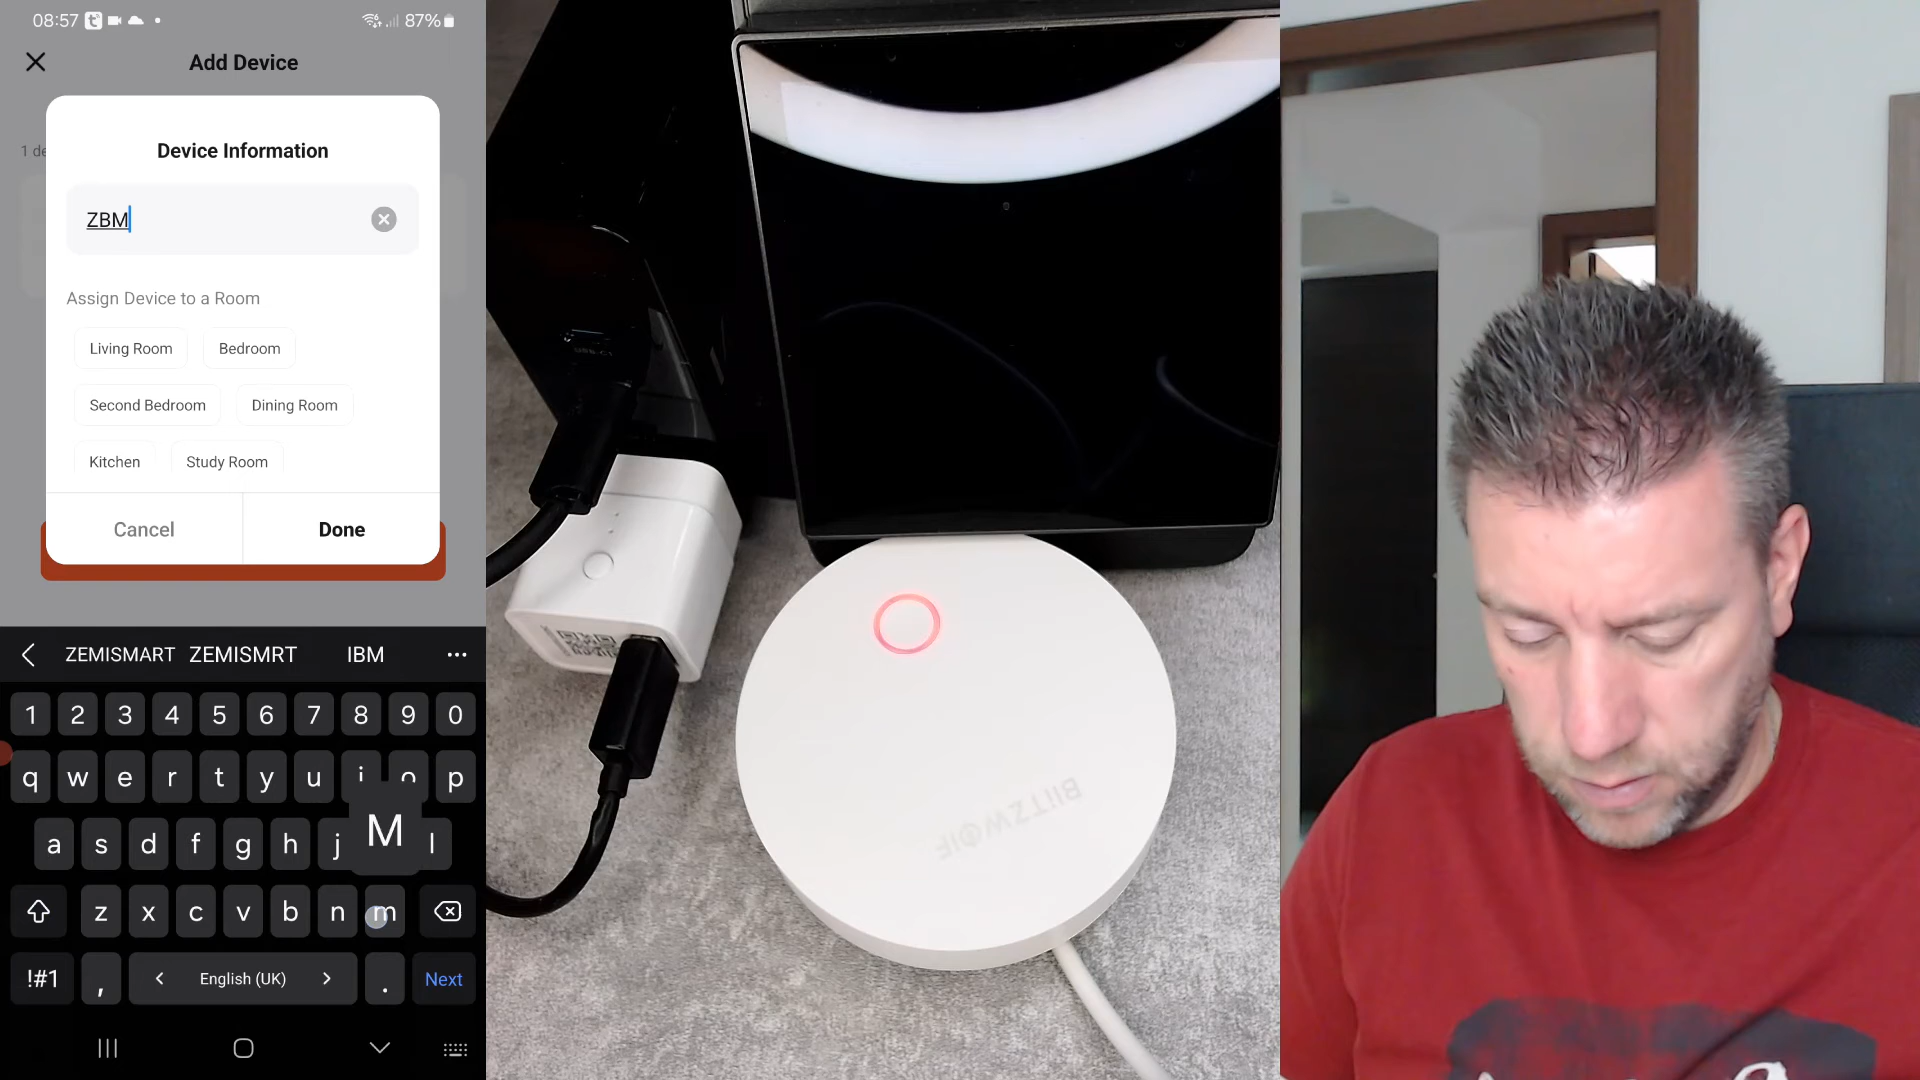 08:57
87%
Add Device
1 de
Device Information
ZBM
Assign Device to a Room
Living Room Bedroom
Second Bedroom Dining Room
Kitchen Study Room
Cancel Done
ZEMISMART ZEMISMRT IBM
1 2 3 4 5 6 7 8 9 0
q w e r t y u i o p
a s d f g h j M l
z x c v b n m
!#1 , English (UK) . Next
BlITZWOlF